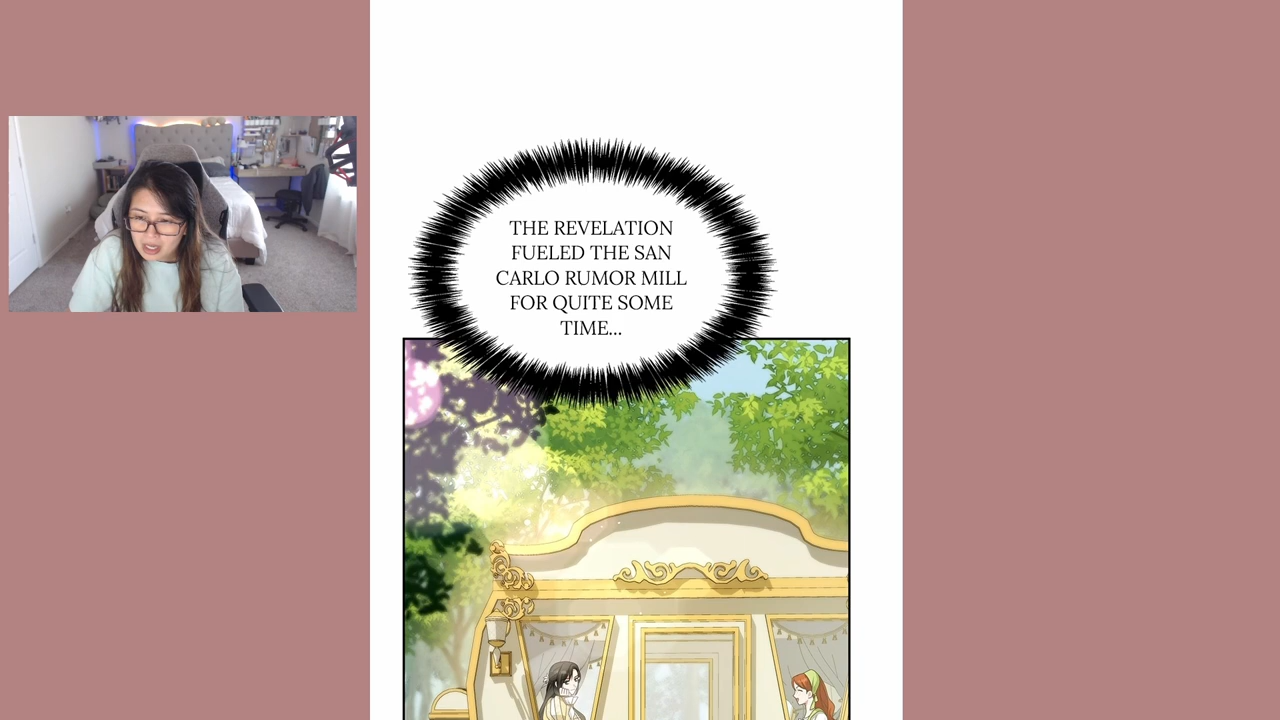 THE REVELATION
FUELED THE SAN
CARLO RUMOR MILL
FOR QUITE SOME
TIME...